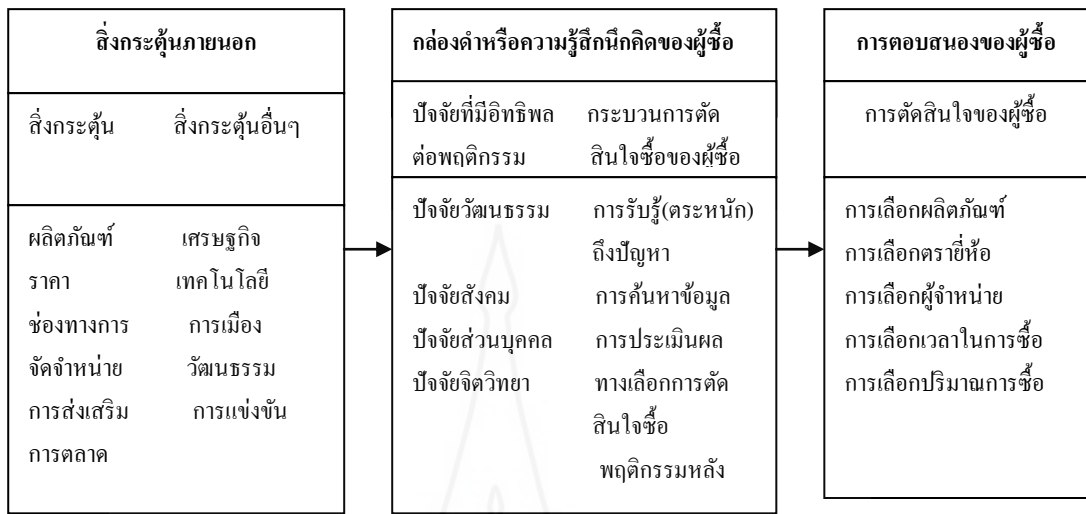 สิ่งกระตุ้นภายนอก
สิ่งกระตุ้น สิ่งกระตุ้นอื่นๆ
ผลิตภัณฑ์ เศรษฐกิจ
ราคา เทคโนโลยี
ช่องทางการ การเมือง
จัดจำหน่าย วัฒนธรรม
การส่งเสริม การแข่งขัน
การตลาด
กล่องดำหรือความรู้สึกนึกคิดของผู้ซื้อ
ปัจจัยที่มีอิทธิพล กระบวนการตัด
ต่อพฤติกรรม สินใจซื้อของผู้ซื้อ
ปัจจัยวัฒนธรรม การรับรู้(ตระหนัก)
ถึงปัญหา
ปัจจัยสังคม การค้นหาข้อมูล
ปัจจัยส่วนบุคคล การประเมินผล
ปัจจัยจิตวิทยา ทางเลือกการตัด
สินใจซื้อ
พฤติกรรมหลัง
การตอบสนองของผู้ซื้อ
การตัดสินใจของผู้ซื้อ
การเลือกผลิตภัณฑ์
การเลือกตรายี่ห้อ
การเลือกผู้จำหน่าย
การเลือกเวลาในการซื้อ
การเลือกปริมาณการซื้อ